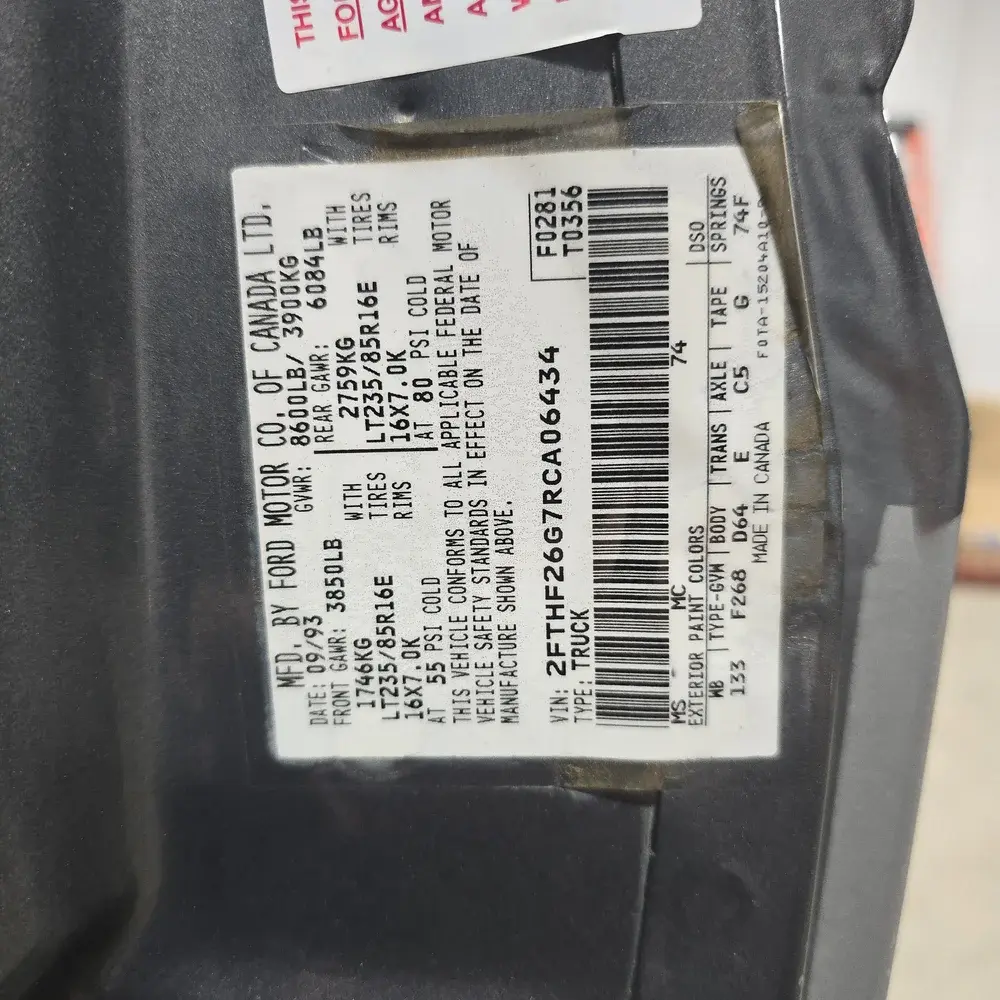 THIS
FO
AG
MFD. BY FORD MOTOR CO. OF CANADA LTD.
DATE: 09/93 GVWR: 8600LB/ 3900KG
FRONT GAWR: 3850LB REAR GAWR: 6084LB
1746KG WITH 2759KG WITH
LT235/85R16E TIRES LT235/85R16E TIRES
16X7.0K RIMS 16X7.0K RIMS
AT 55 PSI COLD AT 80 PSI COLD
THIS VEHICLE CONFORMS TO ALL APPLICABLE FEDERAL MOTOR
VEHICLE SAFETY STANDARDS IN EFFECT ON THE DATE OF
MANUFACTURE SHOWN ABOVE.
F0281
T0356
VIN: 2FTHF26G7RCA06434
TYPE: TRUCK
MS MC 74
EXTERIOR PAINT COLORS DSO
WB TYPE-GVW BODY TRANS AXLE TAPE SPRINGS
133 F268 D64 E C5 G 74F
MADE IN CANADA